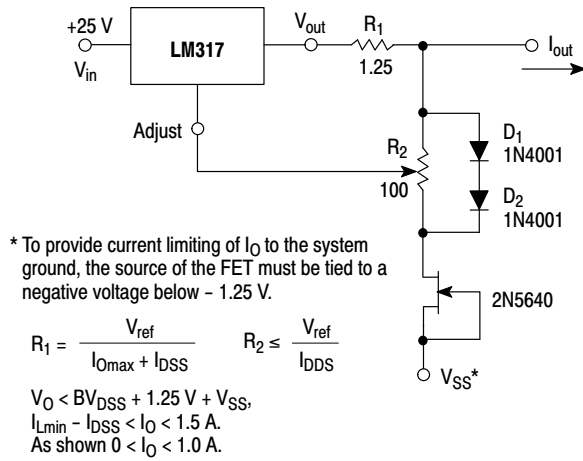 +25 V
V_in
LM317
V_out
R_1
1.25
I_out
Adjust
R_2
100
D_1
1N4001
D_2
1N4001
* To provide current limiting of I_O to the system
ground, the source of the FET must be tied to a
negative voltage below – 1.25 V.
2N5640
R_1 = V_ref / I_Omax + I_DSS
R_2 ≤ V_ref / I_DDS
V_SS*
V_O < BV_DSS + 1.25 V + V_SS,
I_Lmin – I_DSS < I_O < 1.5 A.
As shown 0 < I_O < 1.0 A.